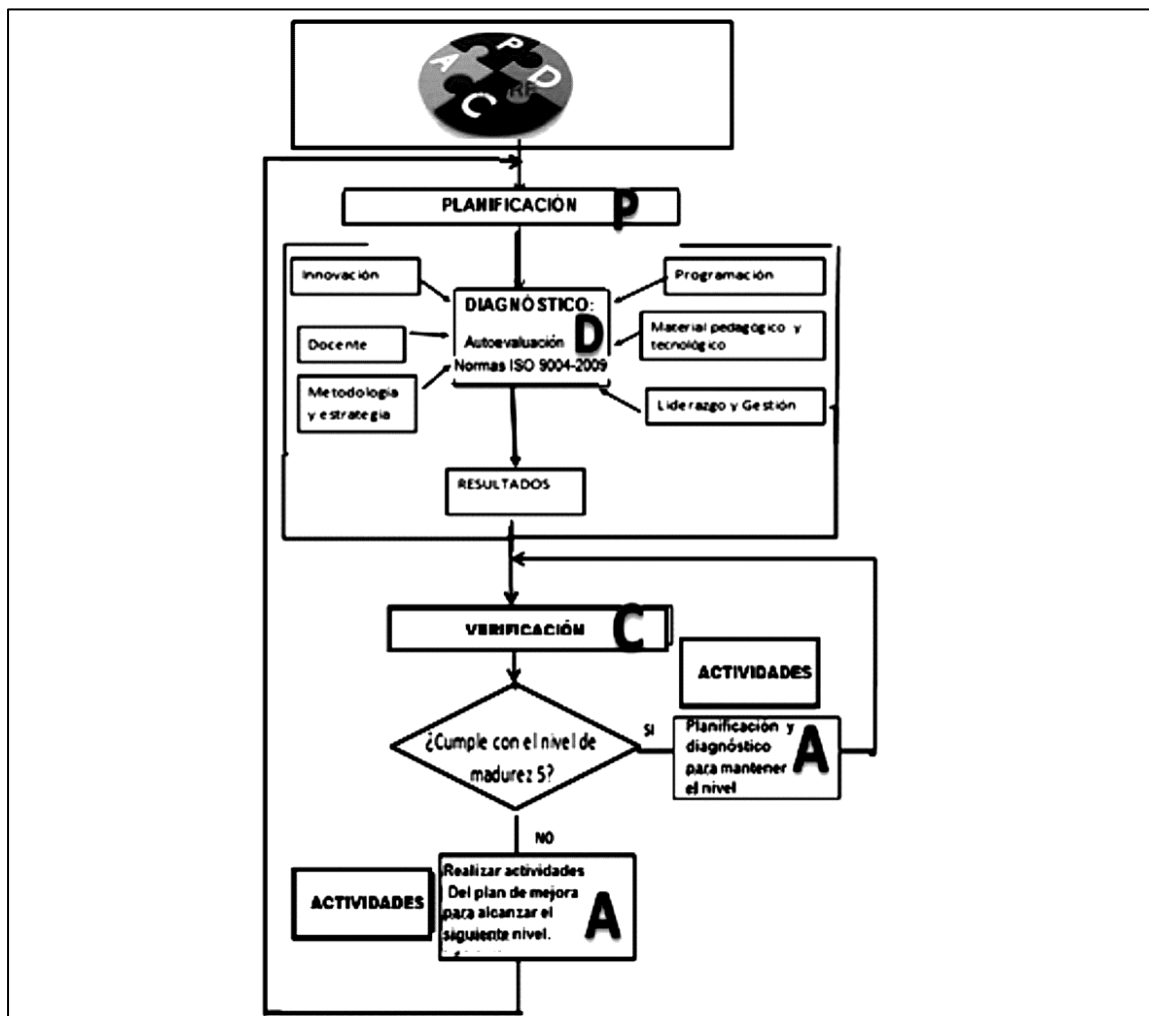 A
P
D
C
PLANIFICACIÓN P
Innovación
Docente
Metodología
y estrategia
DIAGNÓSTICO:
Autoevaluación D
Normas ISO 9004-2009
Programación
Material pedagógico y
tecnológico
Liderazgo y Gestión
RESULTADOS
VERIFICACIÓN C
¿Cumple con el nivel de
madurez 5?
SI
ACTIVIDADES
Planificación y
diagnóstico
para mantener
el nivel
A
NO
ACTIVIDADES
Realizar actividades
Del plan de mejora
para alcanzar el
siguiente nivel.
A